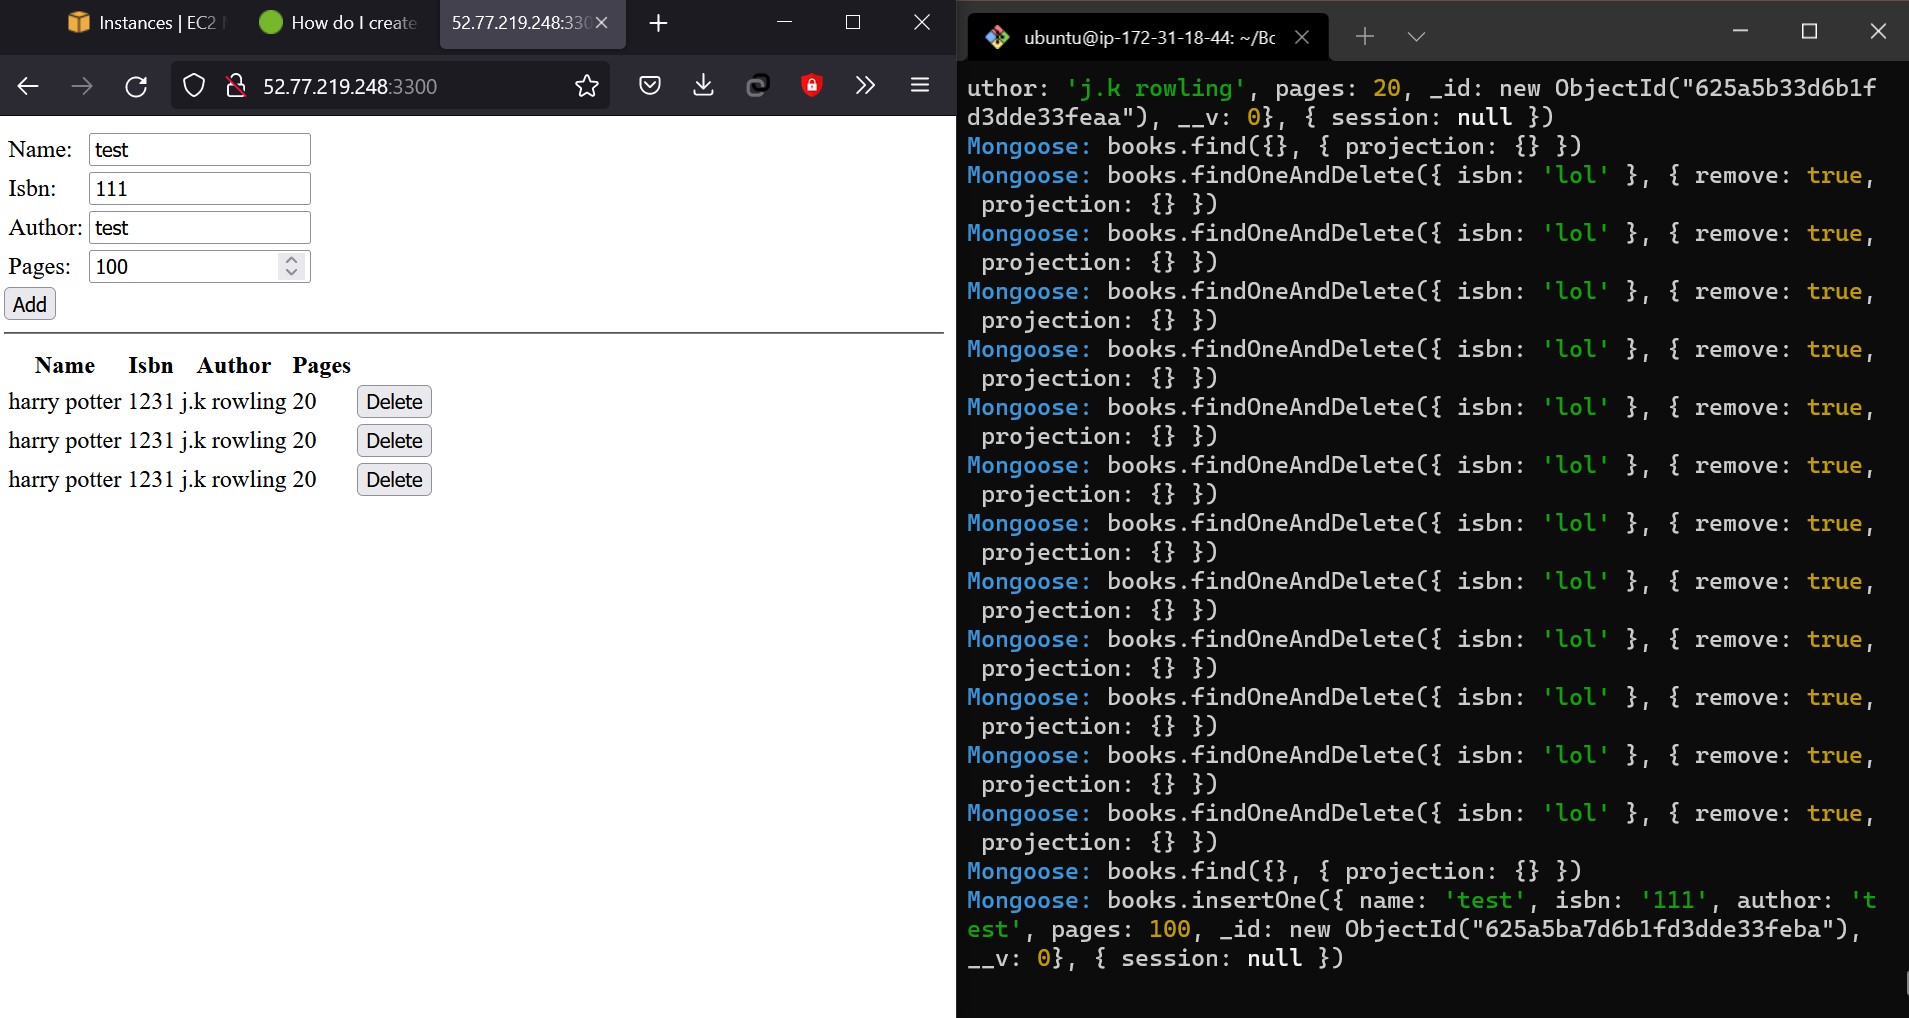 Instances | EC2
How do I create
52.77.219.248:330
52.77.219.248:3300
Name: test
Isbn: 111
Author: test
Pages: 100
Add
Name Isbn Author Pages
harry potter 1231 j.k rowling 20 Delete
harry potter 1231 j.k rowling 20 Delete
harry potter 1231 j.k rowling 20 Delete
ubuntu@ip-172-31-18-44: ~/Bo
uthor: 'j.k rowling', pages: 20, _id: new ObjectId("625a5b33d6b1f
d3dde33feaa"), __v: 0}, { session: null })
Mongoose: books.find({}, { projection: {} })
Mongoose: books.findOneAndDelete({ isbn: 'lol' }, { remove: true,
projection: {} })
Mongoose: books.findOneAndDelete({ isbn: 'lol' }, { remove: true,
projection: {} })
Mongoose: books.findOneAndDelete({ isbn: 'lol' }, { remove: true,
projection: {} })
Mongoose: books.findOneAndDelete({ isbn: 'lol' }, { remove: true,
projection: {} })
Mongoose: books.findOneAndDelete({ isbn: 'lol' }, { remove: true,
projection: {} })
Mongoose: books.findOneAndDelete({ isbn: 'lol' }, { remove: true,
projection: {} })
Mongoose: books.findOneAndDelete({ isbn: 'lol' }, { remove: true,
projection: {} })
Mongoose: books.findOneAndDelete({ isbn: 'lol' }, { remove: true,
projection: {} })
Mongoose: books.findOneAndDelete({ isbn: 'lol' }, { remove: true,
projection: {} })
Mongoose: books.findOneAndDelete({ isbn: 'lol' }, { remove: true,
projection: {} })
Mongoose: books.findOneAndDelete({ isbn: 'lol' }, { remove: true,
projection: {} })
Mongoose: books.findOneAndDelete({ isbn: 'lol' }, { remove: true,
projection: {} })
Mongoose: books.find({}, { projection: {} })
Mongoose: books.insertOne({ name: 'test', isbn: '111', author: 't
est', pages: 100, _id: new ObjectId("625a5ba7d6b1fd3dde33feba"),
__v: 0}, { session: null })